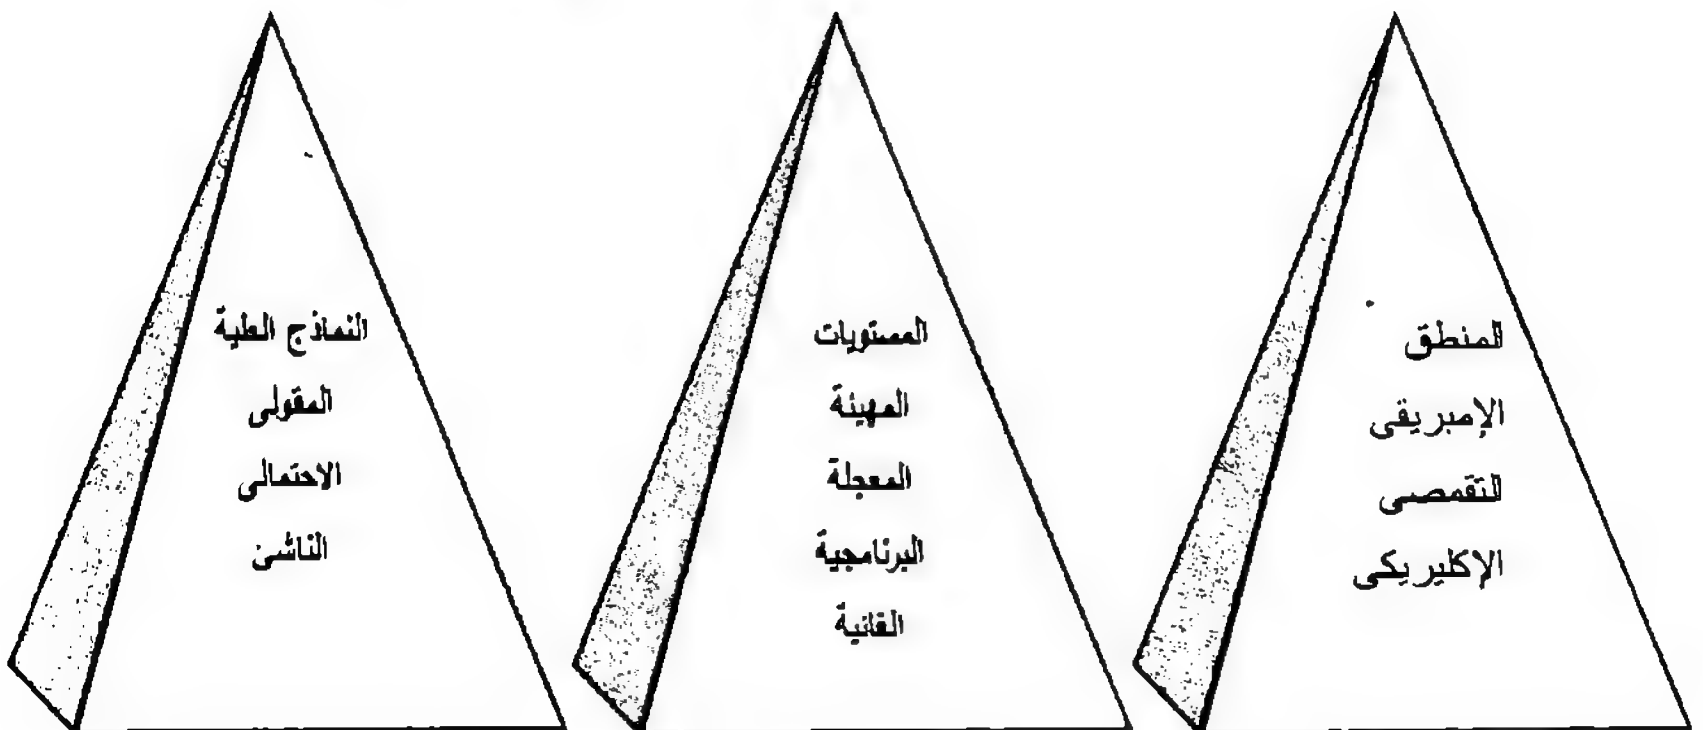 المنطق
الإمبريقى
التقمصى
الإكليريكى
المستويات
المهيئة
المعجلة
البرنامجية
الفانية
النماذج العلية
المقولى
الاحتمالى
الناشئ